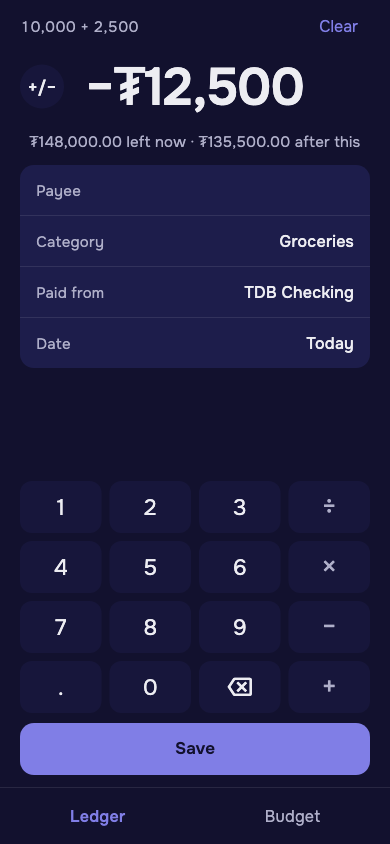 10,000 + 2,500
Clear
+/−
−₮12,500
₮148,000.00 left now · ₮135,500.00 after this
Payee
Category Groceries
Paid from TDB Checking
Date Today
1 2 3 ÷
4 5 6 ×
7 8 9 −
. 0 +
Save
Ledger Budget